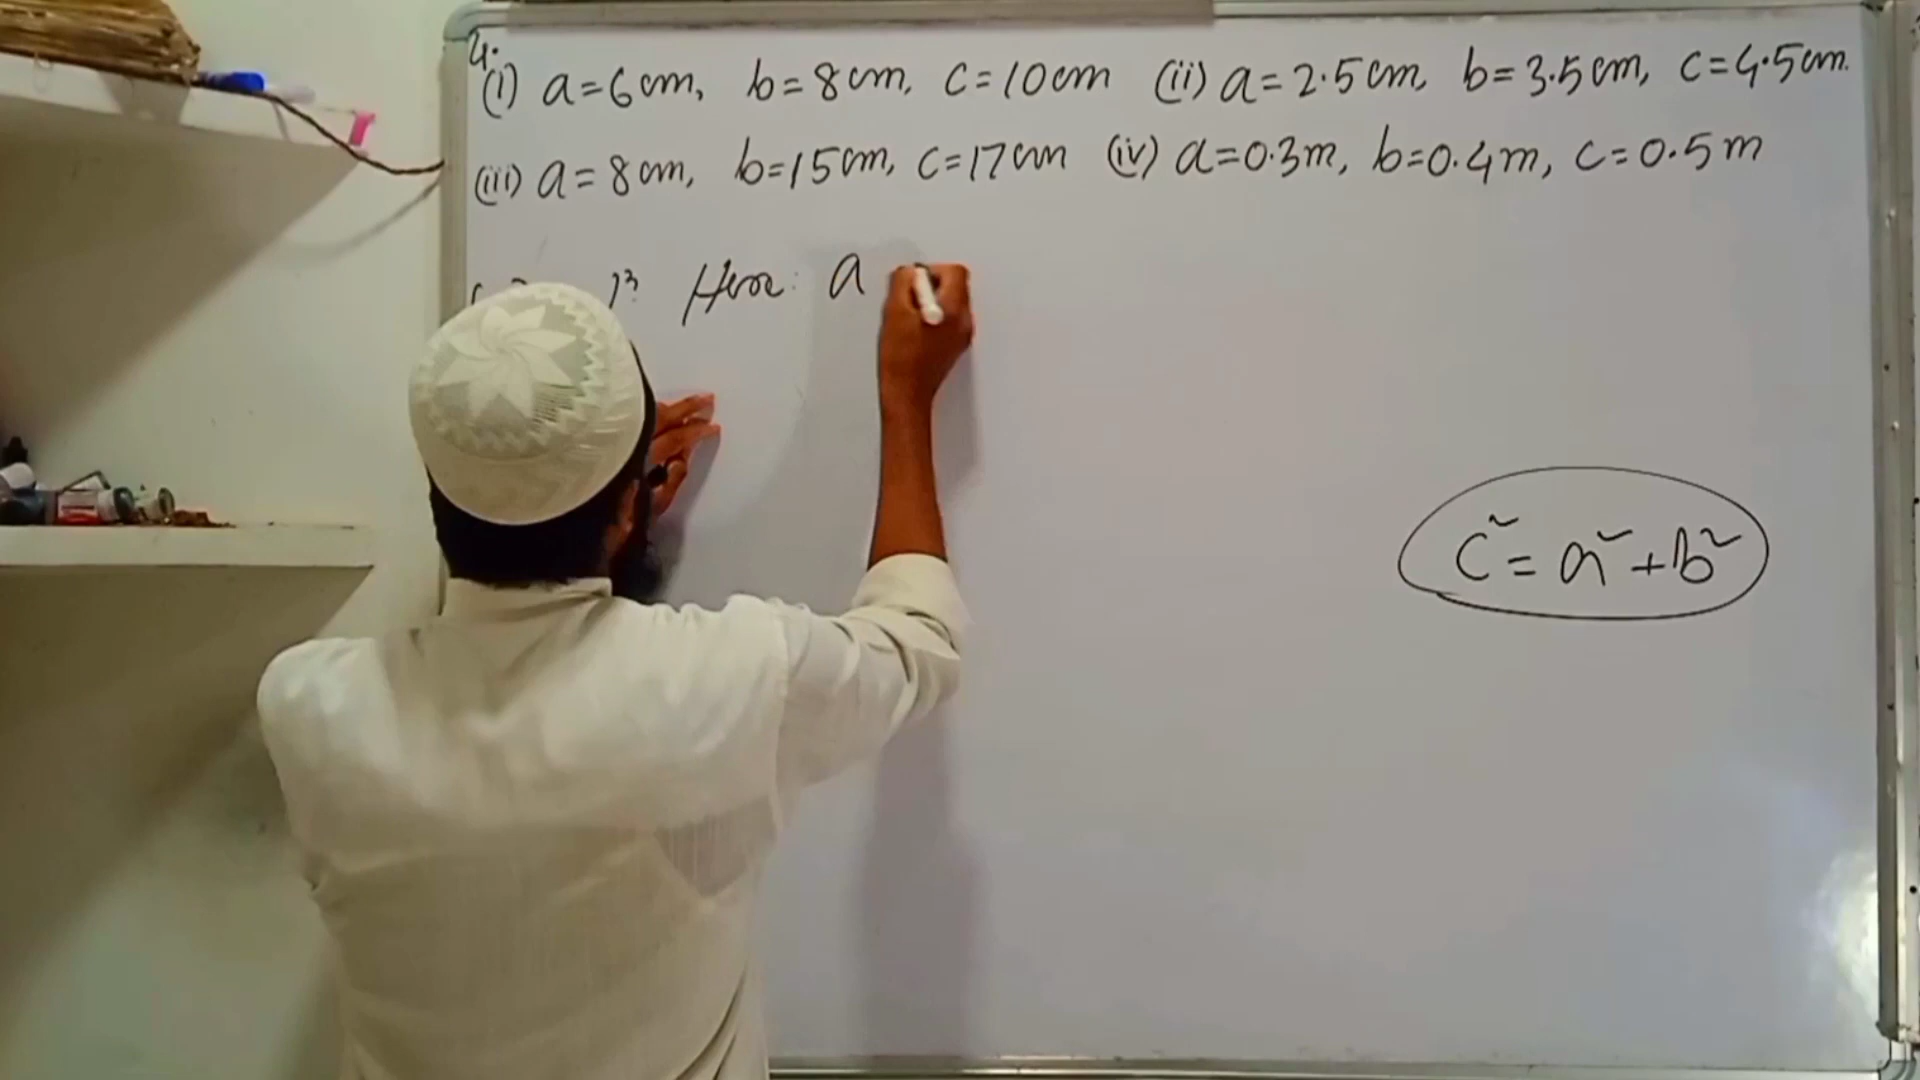 4.
(i) a=6cm, b=8cm, c=10cm (ii) a=2.5cm, b=3.5cm, c=4.5cm.
(iii) a=8cm, b=15cm, c=17cm (iv) a=0.3m, b=0.4m, c=0.5m
Here: a
c²=a²+b²